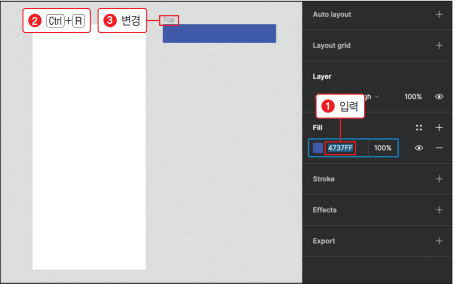 2 Ctrl+R
3 변경
Top
Auto layout
Layout grid
Layer
gh 100%
1 입력
Fill
4737FF 100%
Stroke
Effects
Export